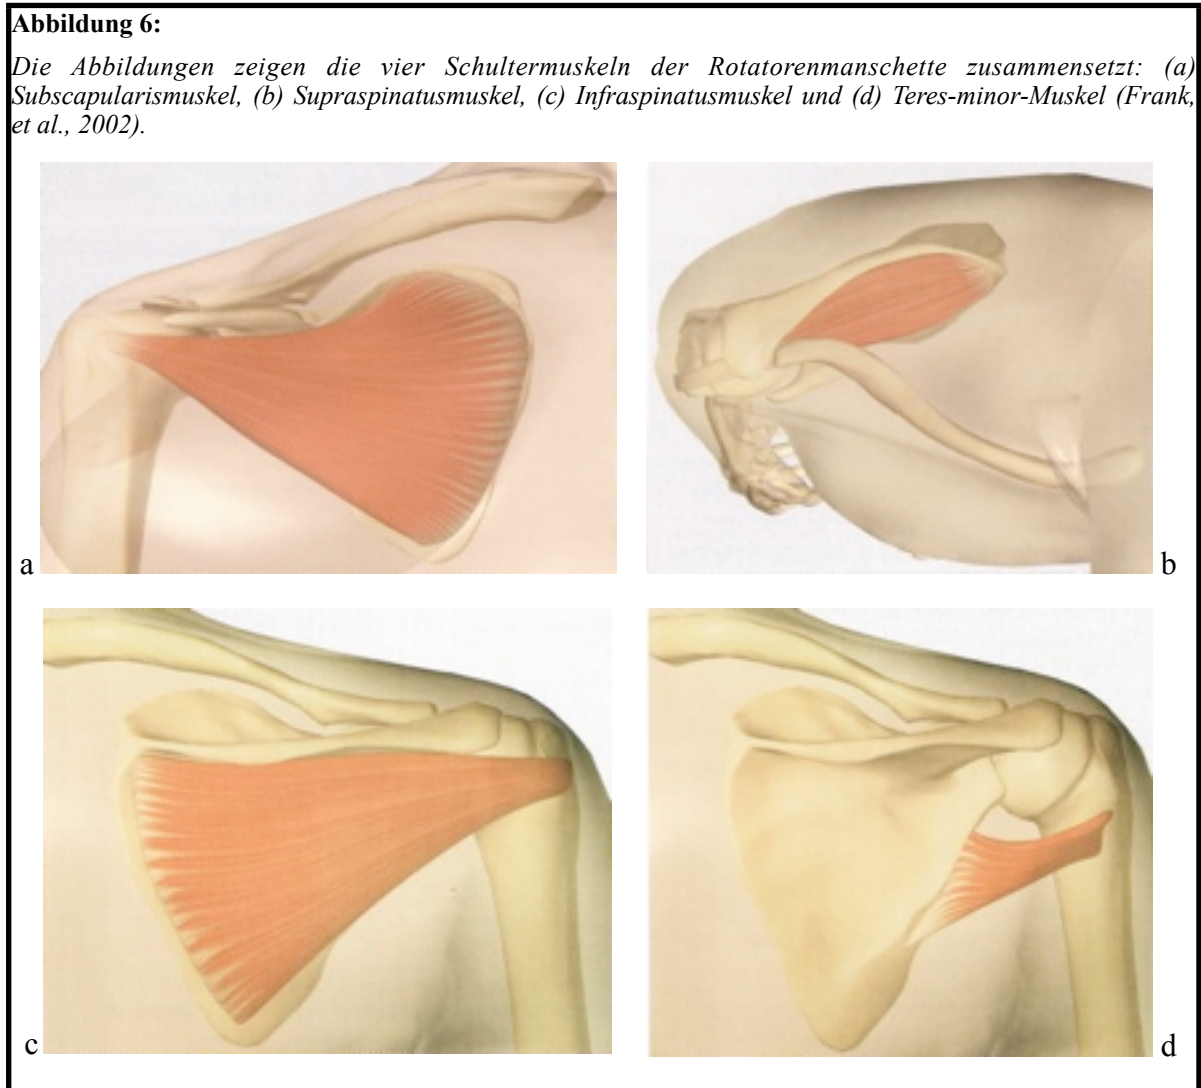 Abbildung 6:
Die Abbildungen zeigen die vier Schultermuskeln der Rotatorenmanschette zusammensetzt: (a)
Subscapularismuskel, (b) Supraspinatusmuskel, (c) Infraspinatusmuskel und (d) Teres-minor-Muskel (Frank,
et al., 2002).
a
b
c
d